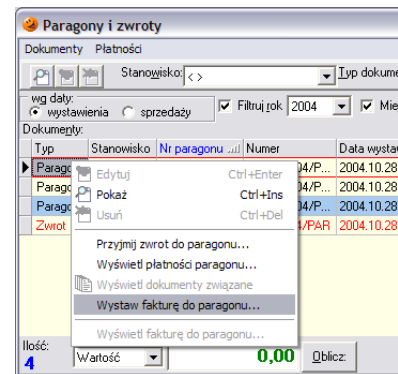 Paragony i zwroty
Dokumenty Płatności
Stanowisko: < > Typ dokume
wg daty:
wystawienia sprzedaży Filtruj rok 2004 Mie
Dokumenty:
Typ Stanowisko Nr paragonu Numer Data wystaw
Parago 04/P... 2004.10.28
Parago 04/P... 2004.10.28
Parago 04/P... 2004.10.28
Zwrot 4/PAR 2004.10.28
Edytuj Ctrl+Enter
Pokaż Ctrl+Ins
Usuń Ctrl+Del
Przyjmij zwrot do paragonu...
Wyświetl płatności paragonu...
Wyświetl dokumenty związane
Wystaw fakturę do paragonu...
Wyświetl fakturę do paragonu...
Ilość:
4 Wartość 0,00 Oblicz: